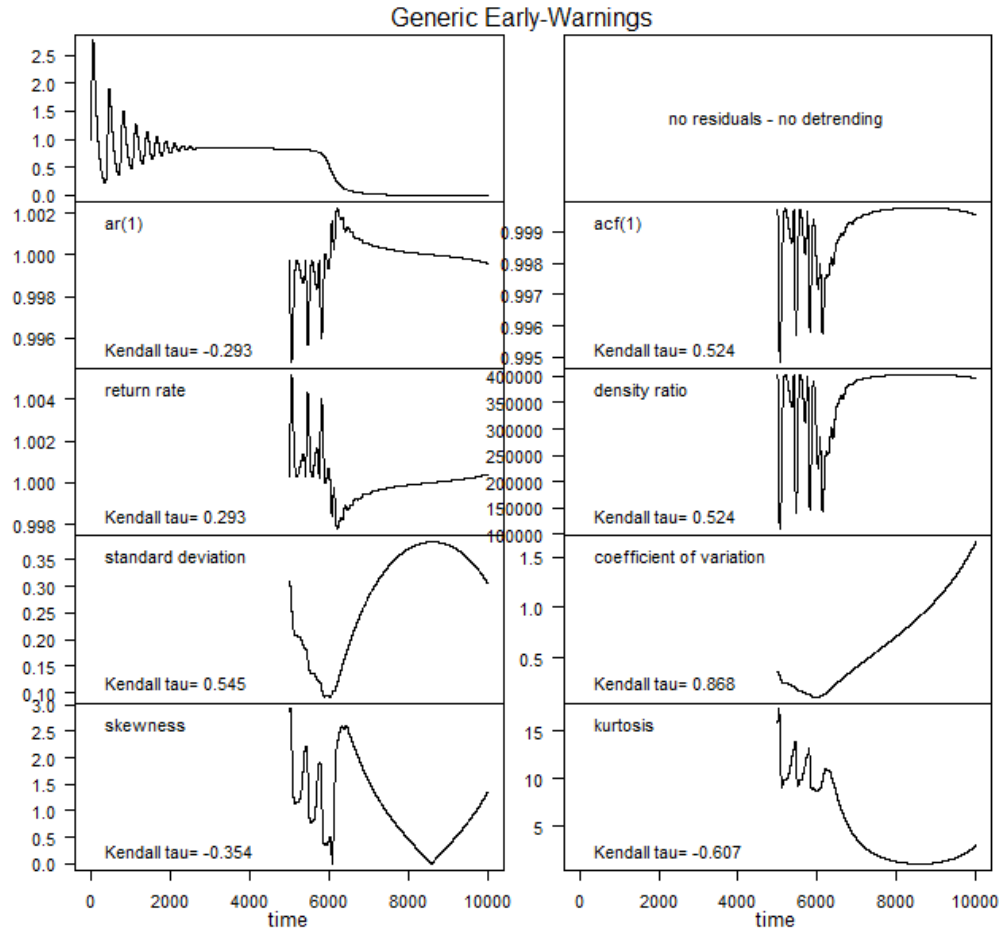 Generic Early-Warnings
2.5
2.0
1.5
1.0
0.5
0.0
no residuals - no detrending
1.002
1.000
0.998
0.996
ar(1)
Kendall tau= -0.293
0.999
0.998
0.997
0.996
0.995
acf(1)
Kendall tau= 0.524
1.004
1.002
1.000
0.998
return rate
Kendall tau= 0.293
400000
350000
300000
250000
200000
150000
100000
density ratio
Kendall tau= 0.524
0.35
0.30
0.25
0.20
0.15
0.10
standard deviation
Kendall tau= 0.545
1.5
1.0
0.5
coefficient of variation
Kendall tau= 0.868
3.0
2.5
2.0
1.5
1.0
0.5
0.0
skewness
Kendall tau= -0.354
15
10
5
kurtosis
Kendall tau= -0.607
0 2000 4000 6000 8000 10000
time
0 2000 4000 6000 8000 10000
time